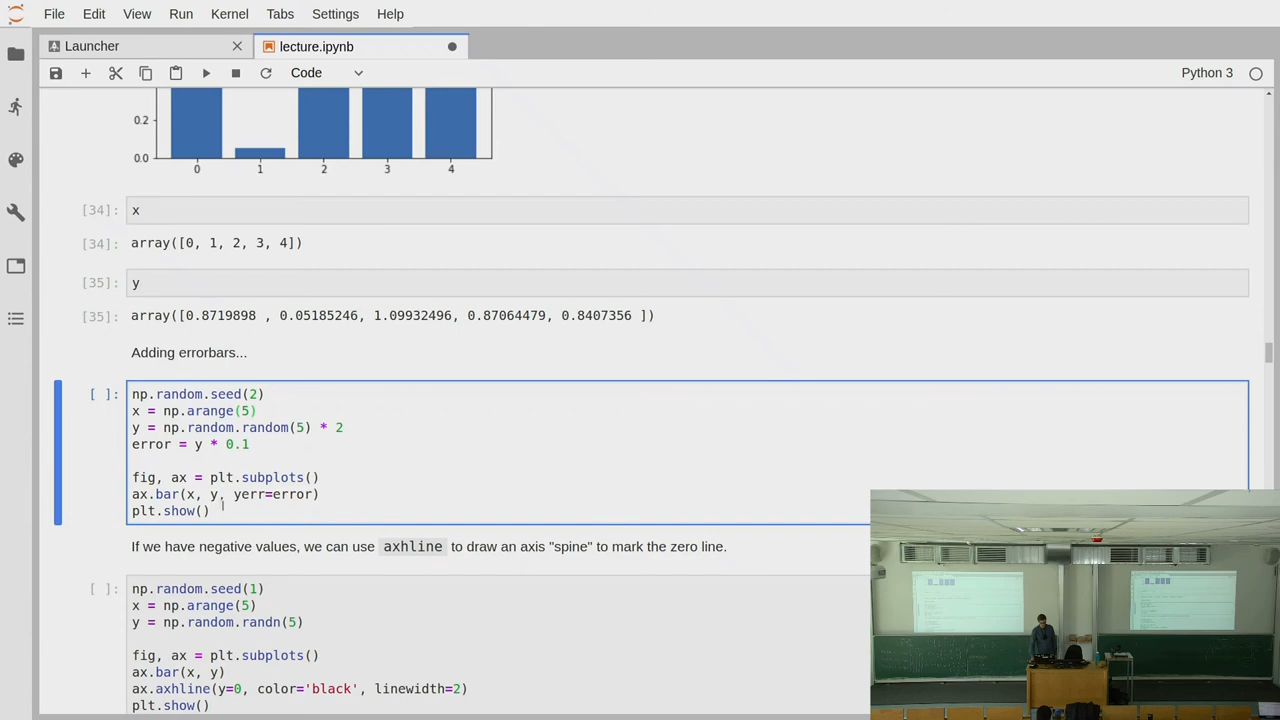 File Edit View Run Kernel Tabs Settings Help
Launcher
lecture.ipynb
Code
Python 3
0.2
0.0
0 1 2 3 4
[34]: x
[34]: array([0, 1, 2, 3, 4])
[35]: y
[35]: array([0.8719898 , 0.05185246, 1.09932496, 0.87064479, 0.8407356 ])
Adding errorbars...
[ ]: np.random.seed(2)
x = np.arange(5)
y = np.random.random(5) * 2
error = y * 0.1
fig, ax = plt.subplots()
ax.bar(x, y, yerr=error)
plt.show()
If we have negative values, we can use axhline to draw an axis "spine" to mark the zero line.
[ ]: np.random.seed(1)
x = np.arange(5)
y = np.random.randn(5)
fig, ax = plt.subplots()
ax.bar(x, y)
ax.axhline(y=0, color='black', linewidth=2)
plt.show()